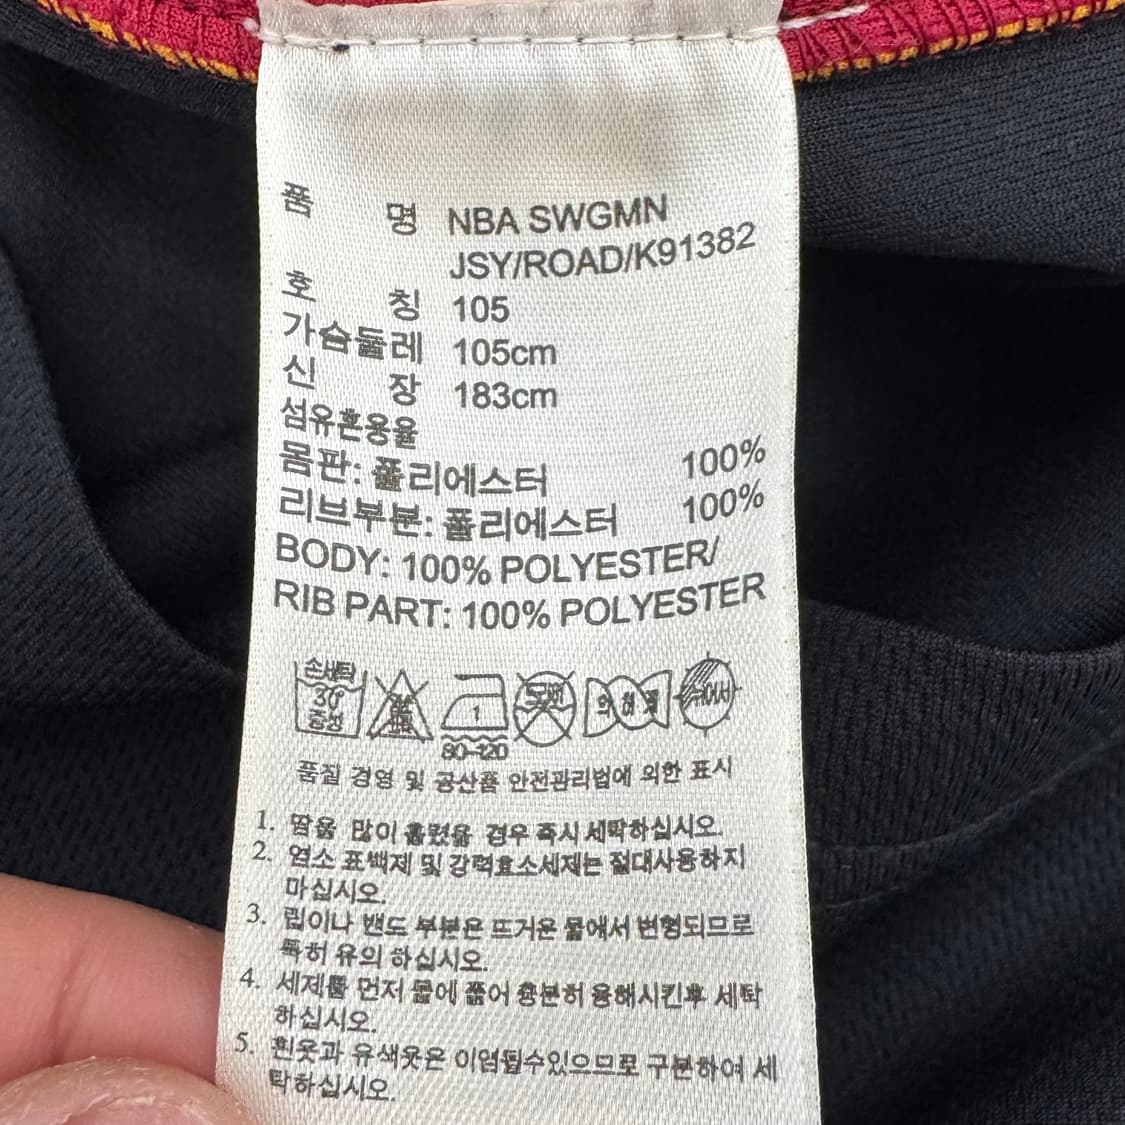 품 명 NBA SWGMN
JSY/ROAD/K91382
호 칭 105
가슴둘레 105cm
신 장 183cm
섬유혼용율
몸판: 폴리에스터 100%
리브부분: 폴리에스터 100%
BODY: 100% POLYESTER/
RIB PART: 100% POLYESTER
손세탁
30°
중성
1
80-120
품질 경영 및 공산품 안전관리법에 의한 표시
1. 땀을 많이 흘렸을 경우 즉시 세탁하십시오.
2. 염소 표백제 및 강력효소세제는 절대사용하지
마십시오.
3. 립이나 밴드 부분은 뜨거운 물에서 변형되므로
특히 유의 하십시오.
4. 세제를 먼저 물에 풀어 충분히 용해시킨후 세탁
하십시오.
5. 흰옷과 유색옷은 이염될수있으므로 구분하여 세
탁하십시오.